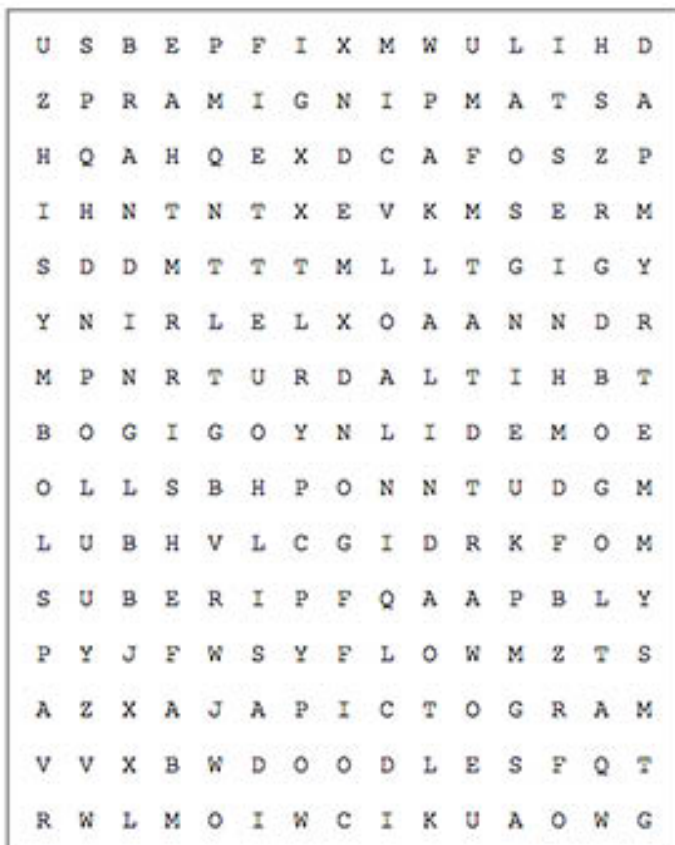 U S B E P F I X M W U L I H D
Z P R A M I G N I P M A T S A
H Q A H Q E X D C A F O S Z P
I H N T N T X E V K M S E R M
S D D M T T T M L L T G I G Y
Y N I R L E L X O A A N N D R
M P N R T U R D A L T I H B T
B O G I G O Y N L I D E M O E
O L L S B H P O N N T U D G M
L U B H V L C G I D R K F O M
S U B E R I P F Q A A P B L Y
P Y J F W S Y F L O W M Z T S
A Z X A J A P I C T O G R A M
V V X B W D O O D L E S F Q T
R W L M O I W C I K U A O W G